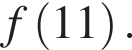 f (11) .